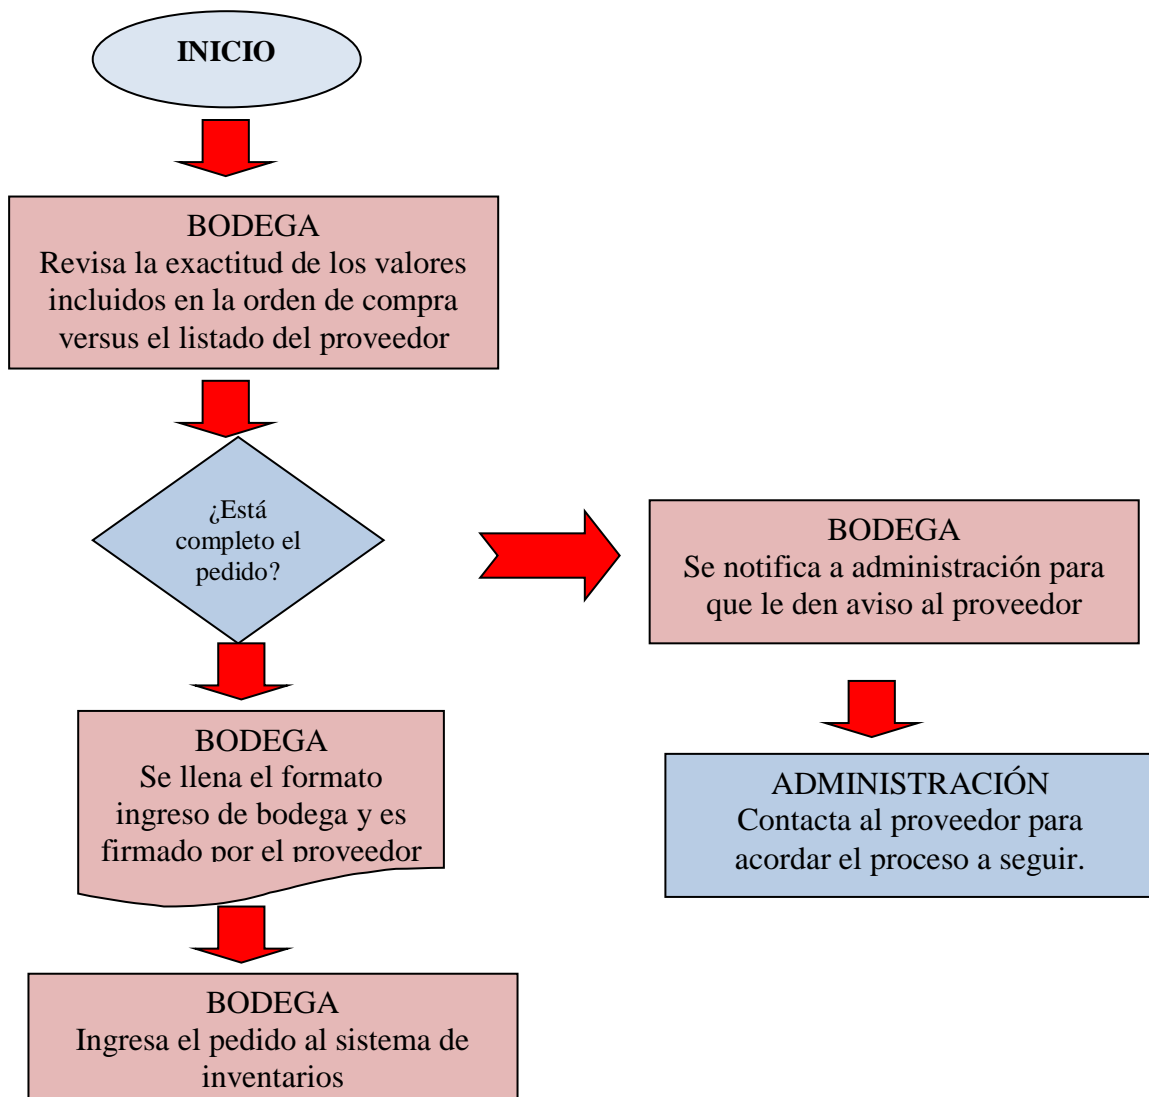 INICIO
BODEGA
Revisa la exactitud de los valores
incluidos en la orden de compra
versus el listado del proveedor
¿Está
completo el
pedido?
BODEGA
Se notifica a administración para
que le den aviso al proveedor
BODEGA
Se llena el formato
ingreso de bodega y es
firmado por el proveedor
ADMINISTRACIÓN
Contacta al proveedor para
acordar el proceso a seguir.
BODEGA
Ingresa el pedido al sistema de
inventarios